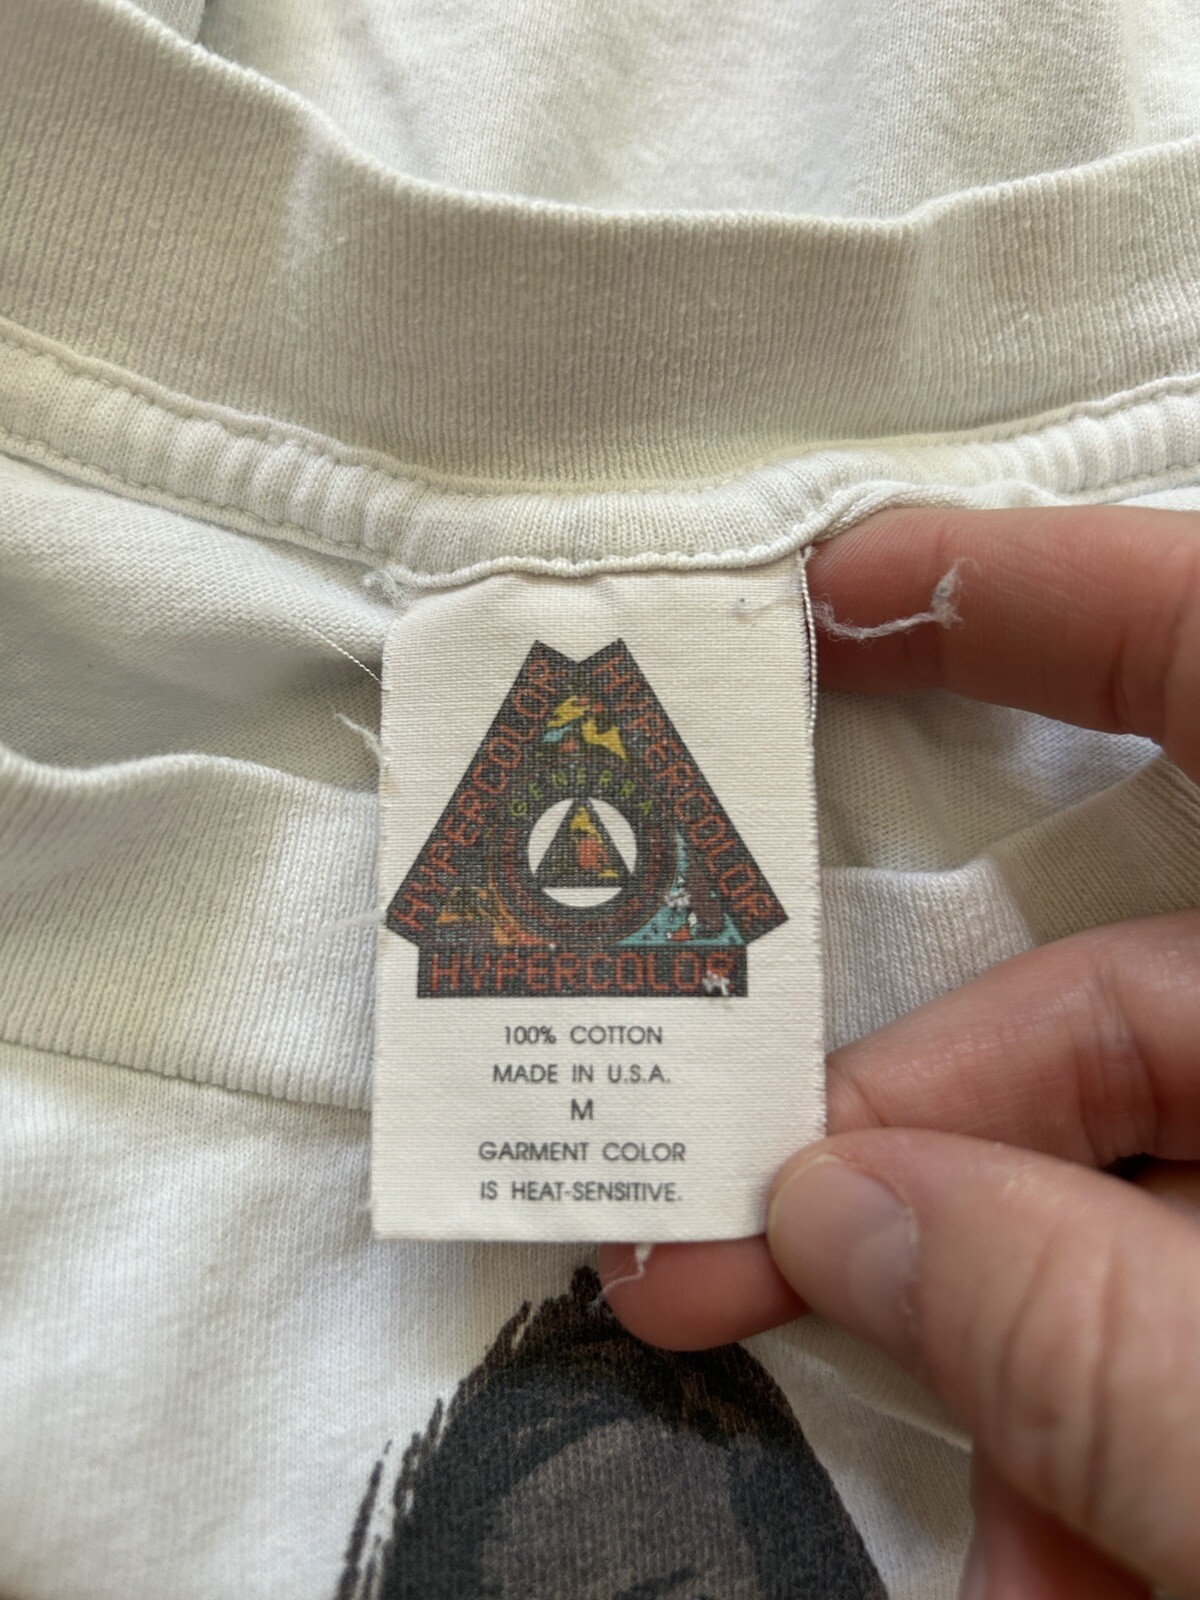 HYPERCOLOR
HYPERCOLOR
GENERRA
HYPERCOLOR
100% COTTON
MADE IN U.S.A.
M
GARMENT COLOR
IS HEAT-SENSITIVE.